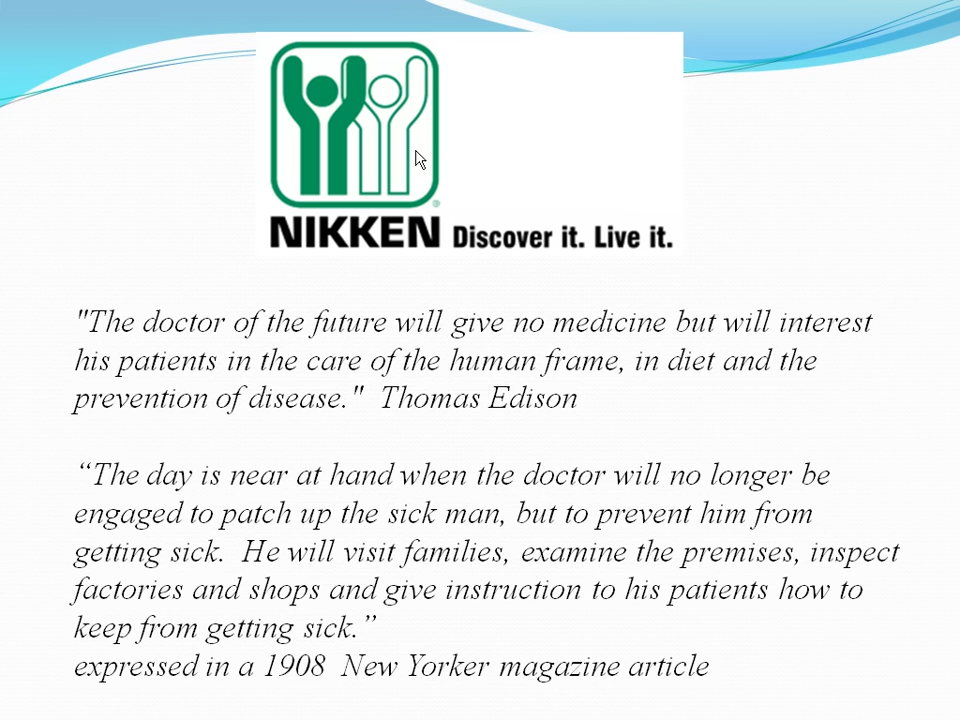 NIKKEN Discover it. Live it.
"The doctor of the future will give no medicine but will interest
his patients in the care of the human frame, in diet and the
prevention of disease."  Thomas Edison
“The day is near at hand when the doctor will no longer be
engaged to patch up the sick man, but to prevent him from
getting sick.  He will visit families, examine the premises, inspect
factories and shops and give instruction to his patients how to
keep from getting sick.”
expressed in a 1908  New Yorker magazine article